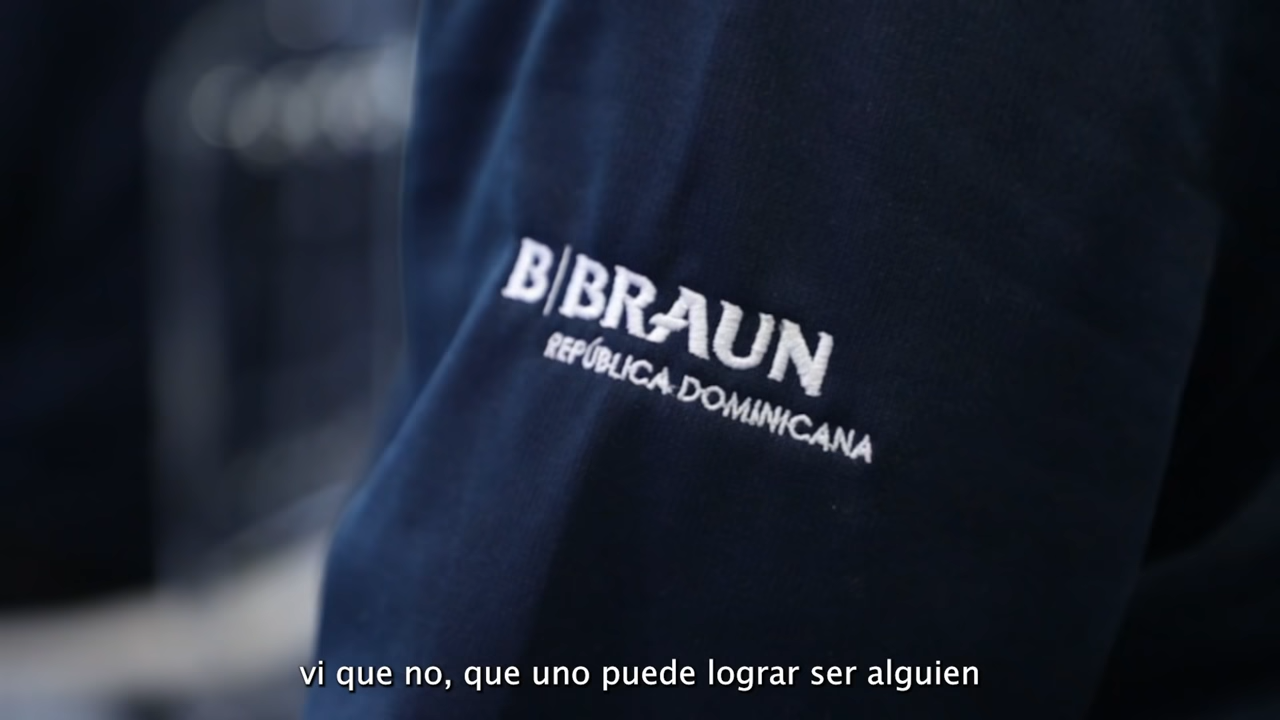 B|BRAUN
REPÚBLICA DOMINICANA
vi que no, que uno puede lograr ser alguien